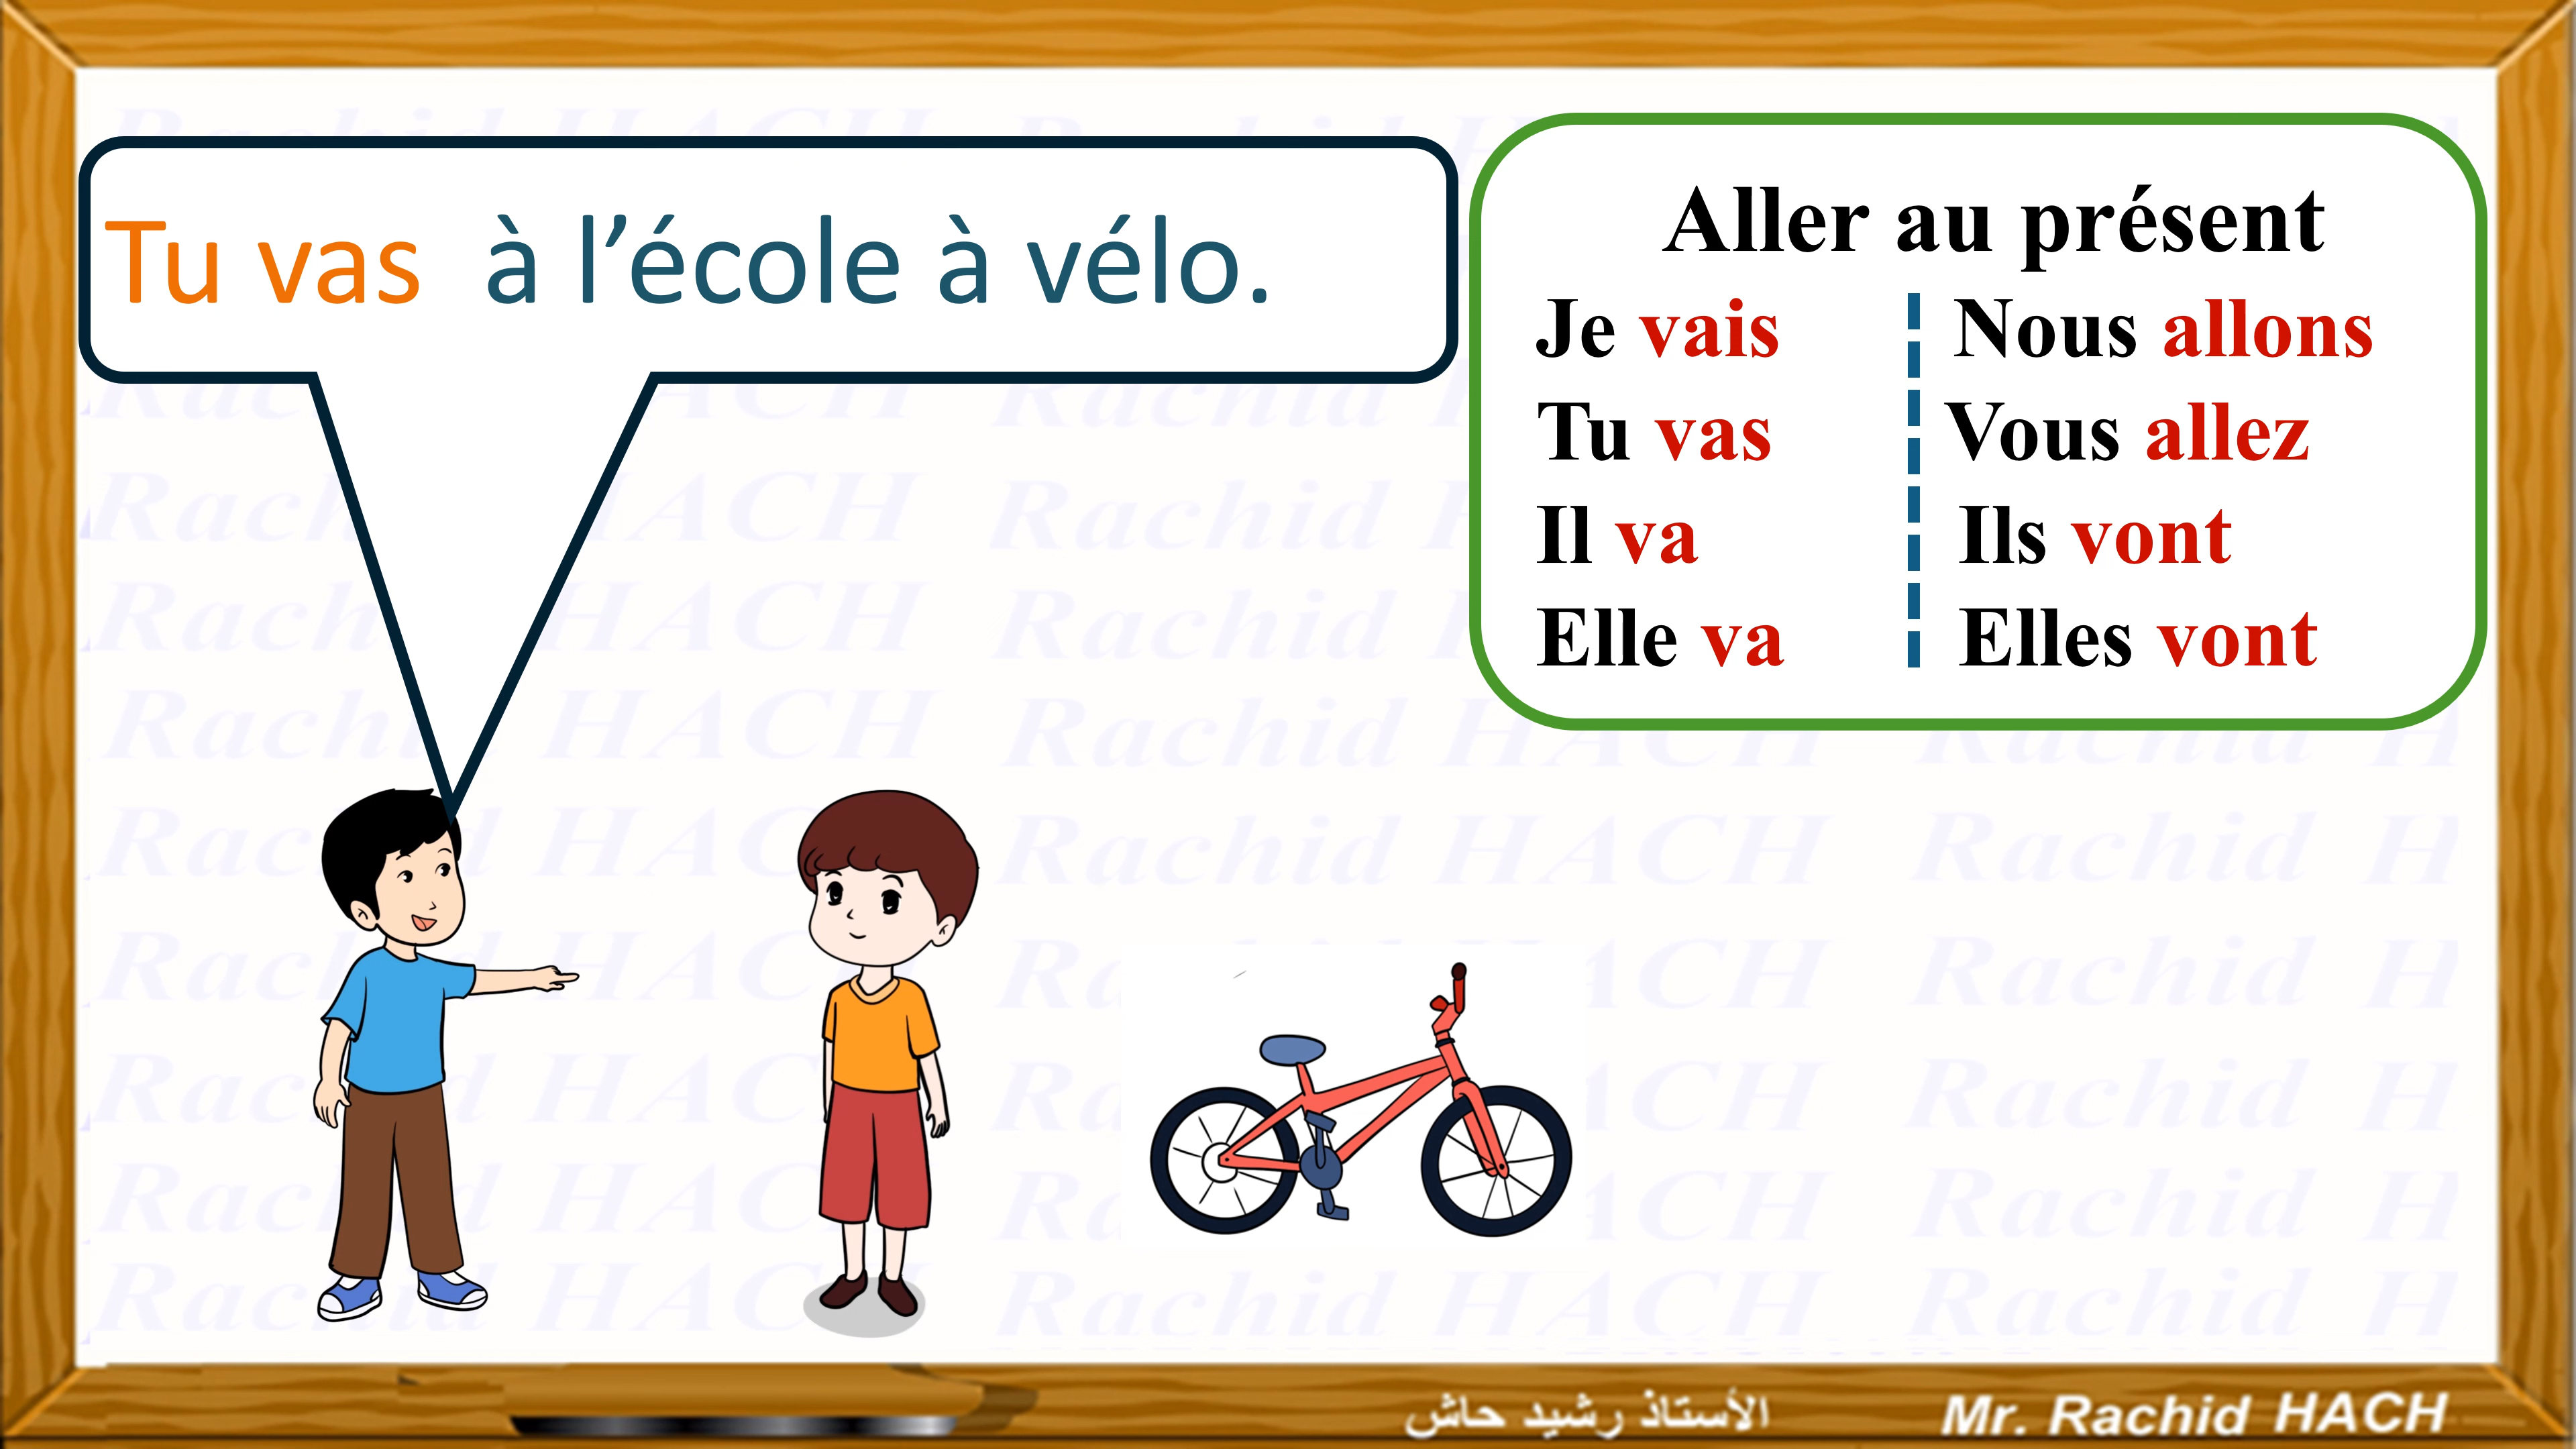 Tu vas à l'école à vélo.
Aller au présent
Je vais
Tu vas
Il va
Elle va
Nous allons
Vous allez
Ils vont
Elles vont
الأستاذ رشيد حاش
Mr. Rachid HACH